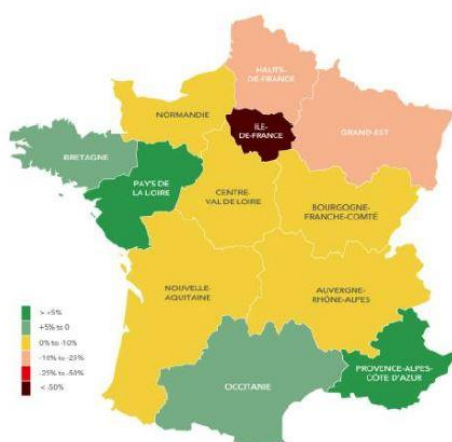 HAUTS-
DE-FRANCE
NORMANDIE
ÎLE-
DE-FRANCE
GRAND-EST
BRETAGNE
PAYS DE
LA LOIRE
CENTRE-
VAL DE LOIRE
BOURGOGNE-
FRANCHE-COMTÉ
NOUVELLE-
AQUITAINE
AUVERGNE-
RHÔNE-ALPES
> +5%
+5% to 0
0% to -10%
-10% to -25%
-25% to -50%
< -50%
PROVENCE-ALPES-
CÔTE D'AZUR
OCCITANIE